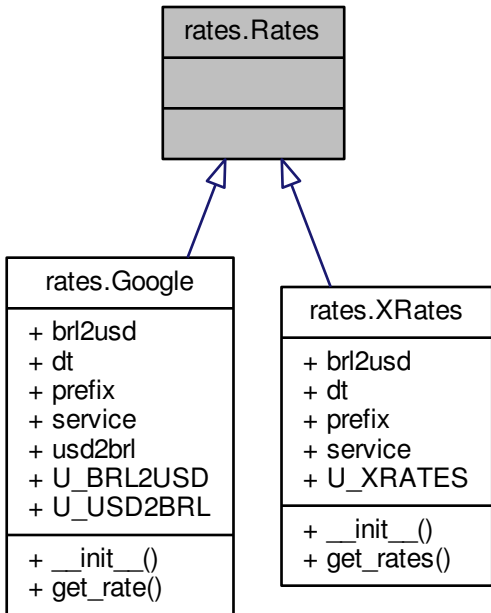 rates.Rates
rates.Google
+ brl2usd
+ dt
+ prefix
+ service
+ usd2brl
+ U_BRL2USD
+ U_USD2BRL
+ __init__()
+ get_rate()
rates.XRates
+ brl2usd
+ dt
+ prefix
+ service
+ U_XRATES
+ __init__()
+ get_rates()